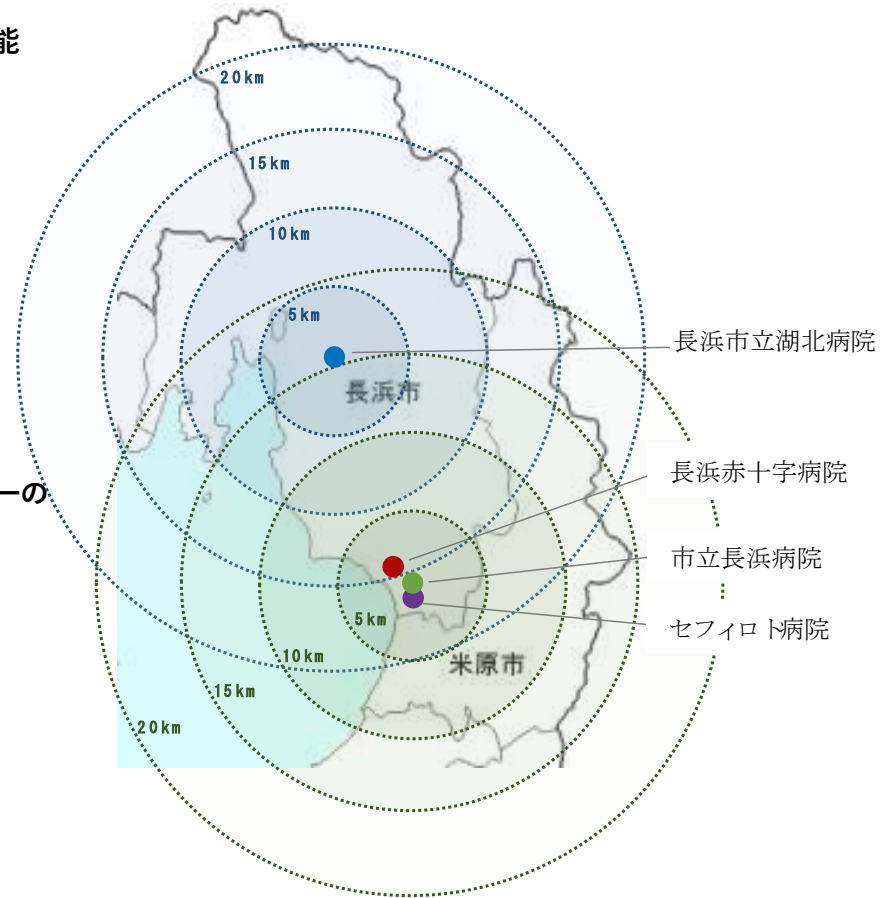 能
20km
15km
10km
5km
長浜市立湖北病院
長浜市
長浜赤十字病院
ーの
市立長浜病院
5km
セフィロト病院
10km
米原市
15km
20km